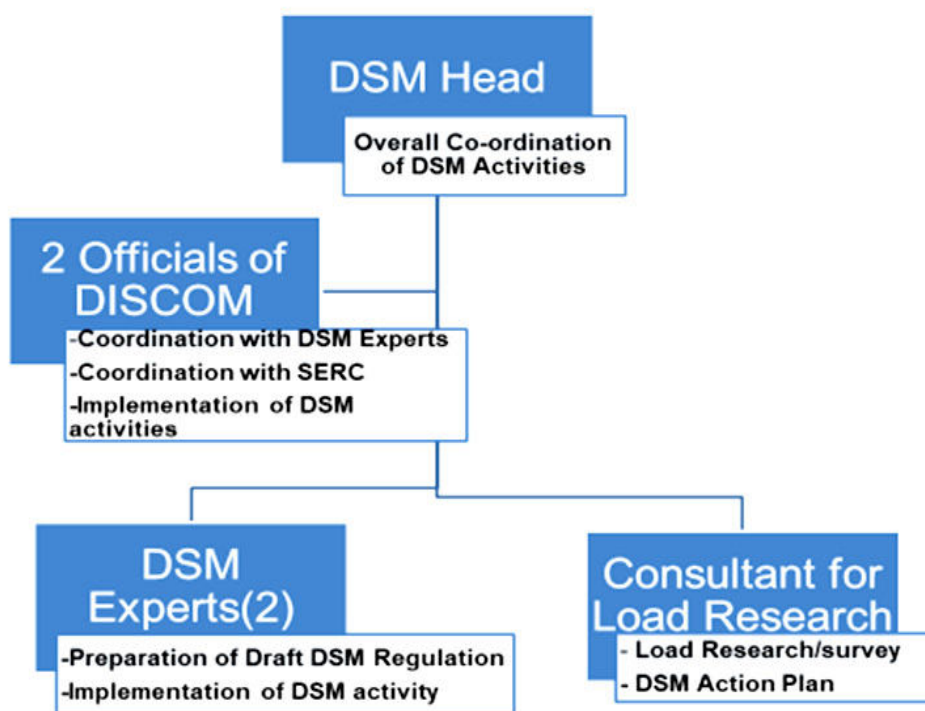 DSM Head
Overall Co-ordination
of DSM Activities
2 Officials of
DISCOM
-Coordination with DSM Experts
-Coordination with SERC
-Implementation of DSM
activities
DSM
Experts(2)
-Preparation of Draft DSM Regulation
-Implementation of DSM activity
Consultant for
Load Research
- Load Research/survey
- DSM Action Plan